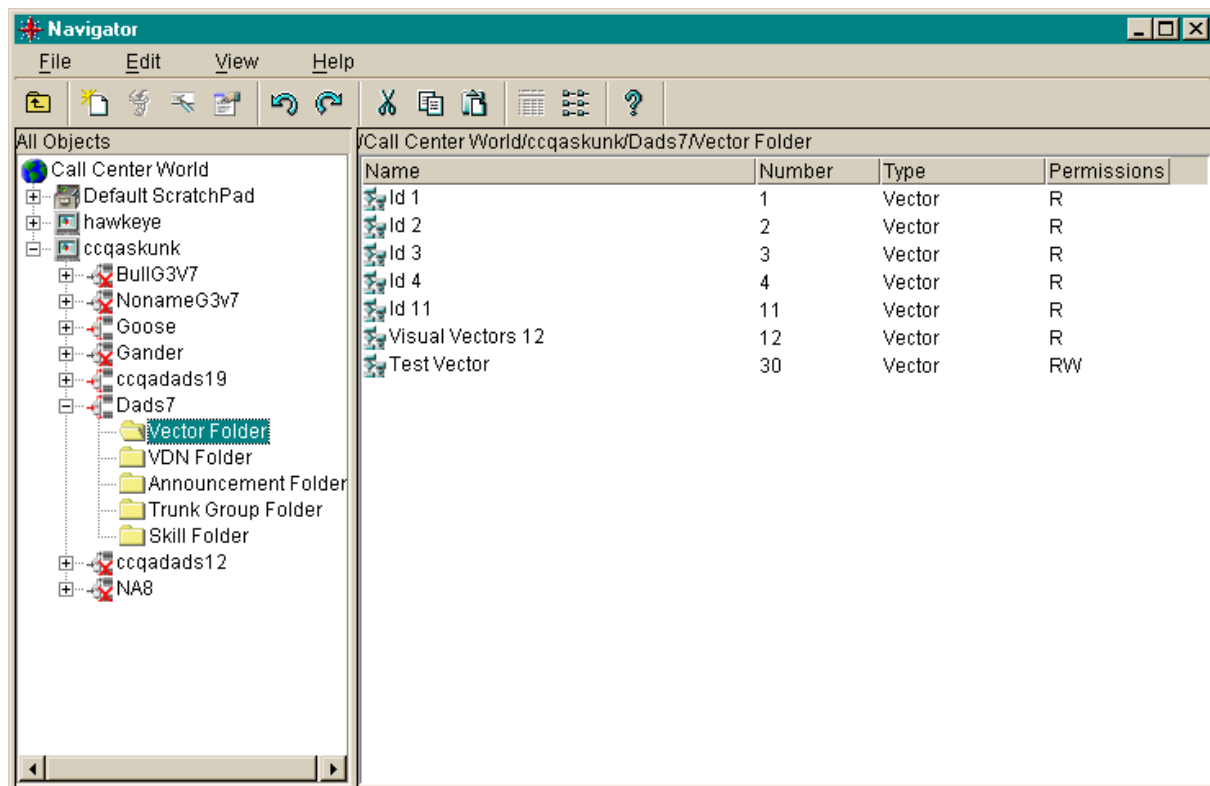 Navigator
File Edit View Help
All Objects
/Call Center World/ccqaskunk/Dads7/Vector Folder
Call Center World
Default ScratchPad
hawkeye
ccqaskunk
BullG3V7
NonameG3v7
Goose
Gander
ccqadads19
Dads7
Vector Folder
VDN Folder
Announcement Folder
Trunk Group Folder
Skill Folder
ccqadads12
NA8
Name Number Type Permissions
Id 1 1 Vector R
Id 2 2 Vector R
Id 3 3 Vector R
Id 4 4 Vector R
Id 11 11 Vector R
Visual Vectors 12 12 Vector R
Test Vector 30 Vector RW